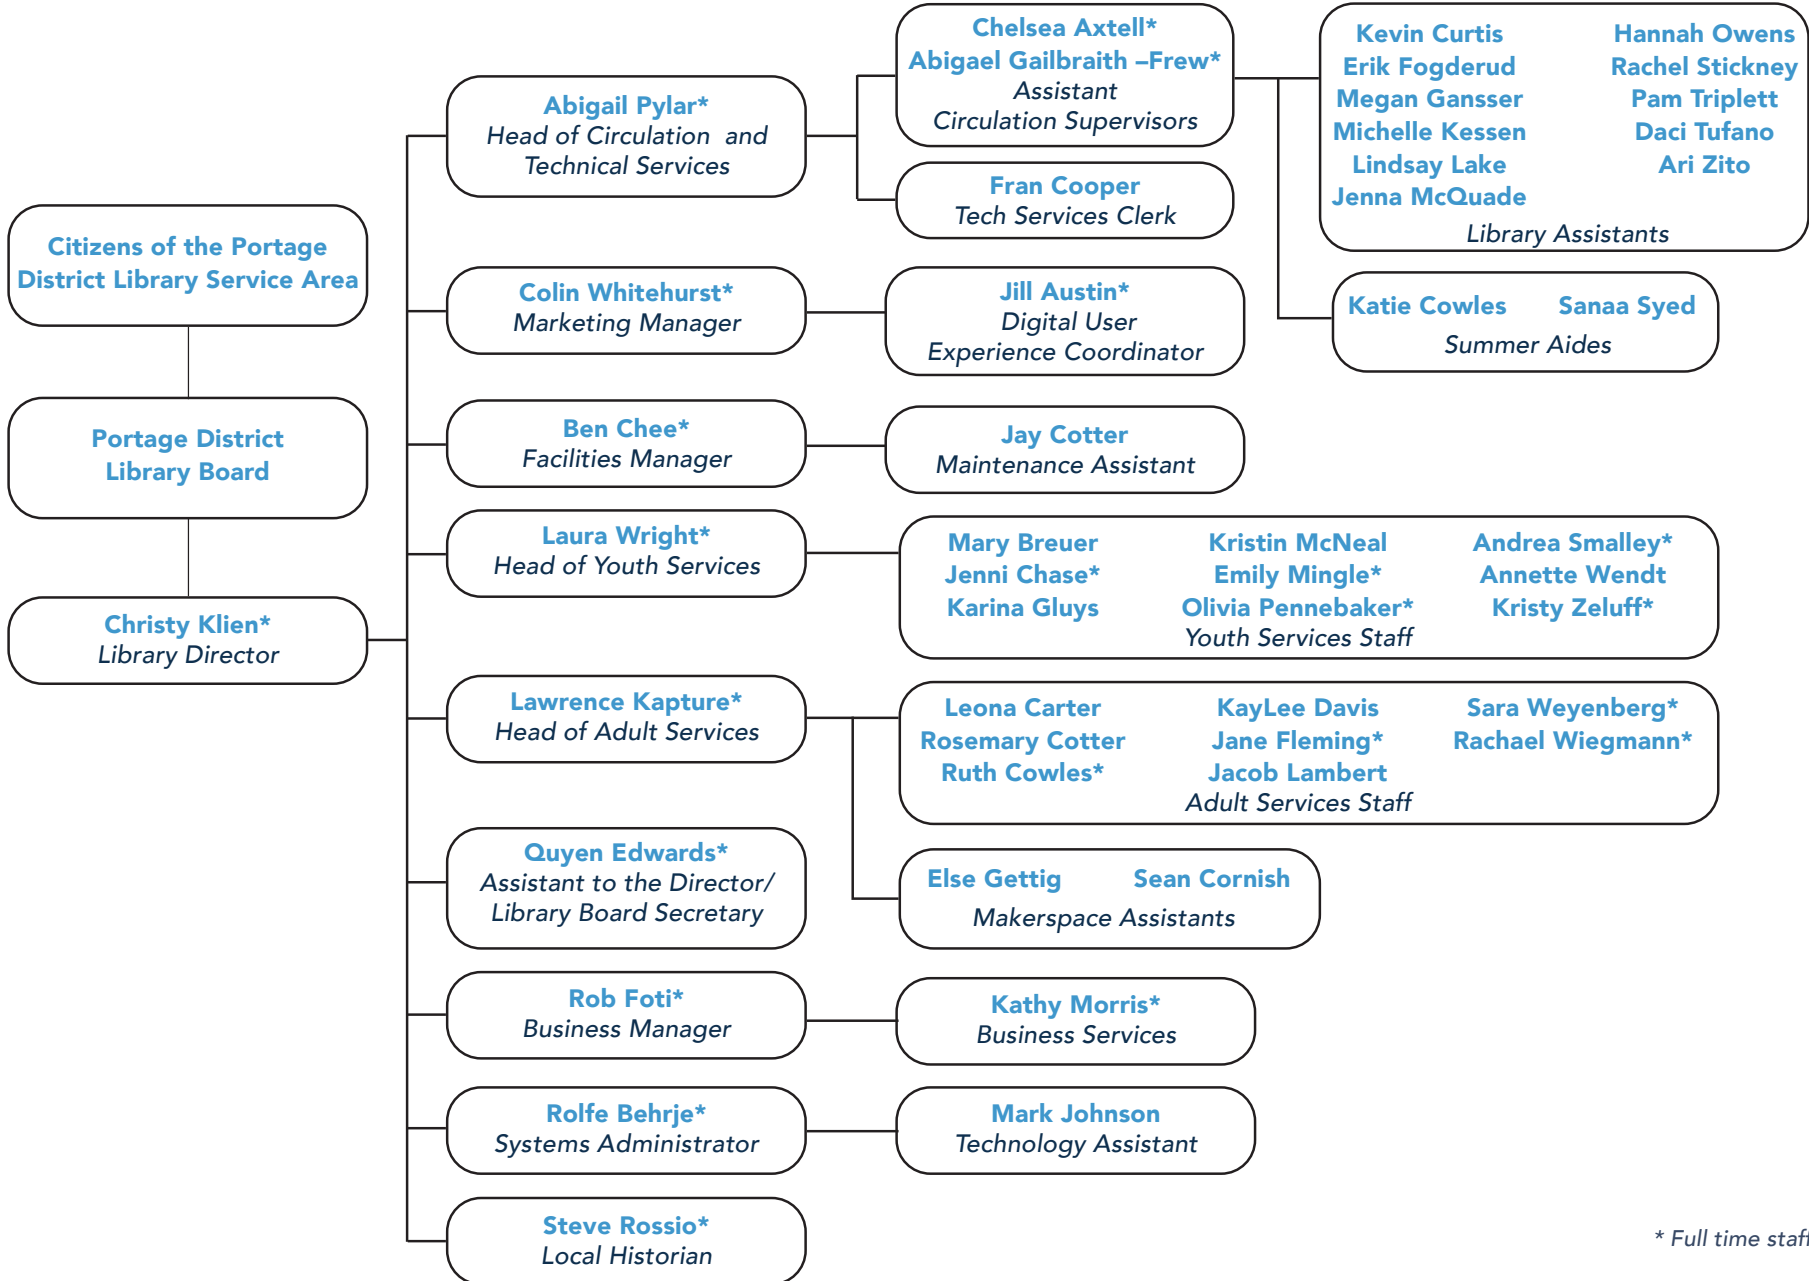 Citizens of the Portage
District Library Service Area
Portage District
Library Board
Christy Klien*
Library Director
Abigail Pylar*
Head of Circulation and
Technical Services
Chelsea Axtell*
Abigael Gailbraith –Frew*
Assistant
Circulation Supervisors
Fran Cooper
Tech Services Clerk
Kevin Curtis
Erik Fogderud
Megan Gansser
Michelle Kessen
Lindsay Lake
Jenna McQuade
Hannah Owens
Rachel Stickney
Pam Triplett
Daci Tufano
Ari Zito
Library Assistants
Katie Cowles Sanaa Syed
Summer Aides
Colin Whitehurst*
Marketing Manager
Jill Austin*
Digital User
Experience Coordinator
Ben Chee*
Facilities Manager
Jay Cotter
Maintenance Assistant
Laura Wright*
Head of Youth Services
Mary Breuer
Jenni Chase*
Karina Gluys
Kristin McNeal
Emily Mingle*
Olivia Pennebaker*
Andrea Smalley*
Annette Wendt
Kristy Zeluff*
Youth Services Staff
Lawrence Kapture*
Head of Adult Services
Leona Carter
Rosemary Cotter
Ruth Cowles*
KayLee Davis
Jane Fleming*
Jacob Lambert
Sara Weyenberg*
Rachael Wiegmann*
Adult Services Staff
Else Gettig Sean Cornish
Makerspace Assistants
Quyen Edwards*
Assistant to the Director/
Library Board Secretary
Rob Foti*
Business Manager
Kathy Morris*
Business Services
Rolfe Behrje*
Systems Administrator
Mark Johnson
Technology Assistant
Steve Rossio*
Local Historian
* Full time staff